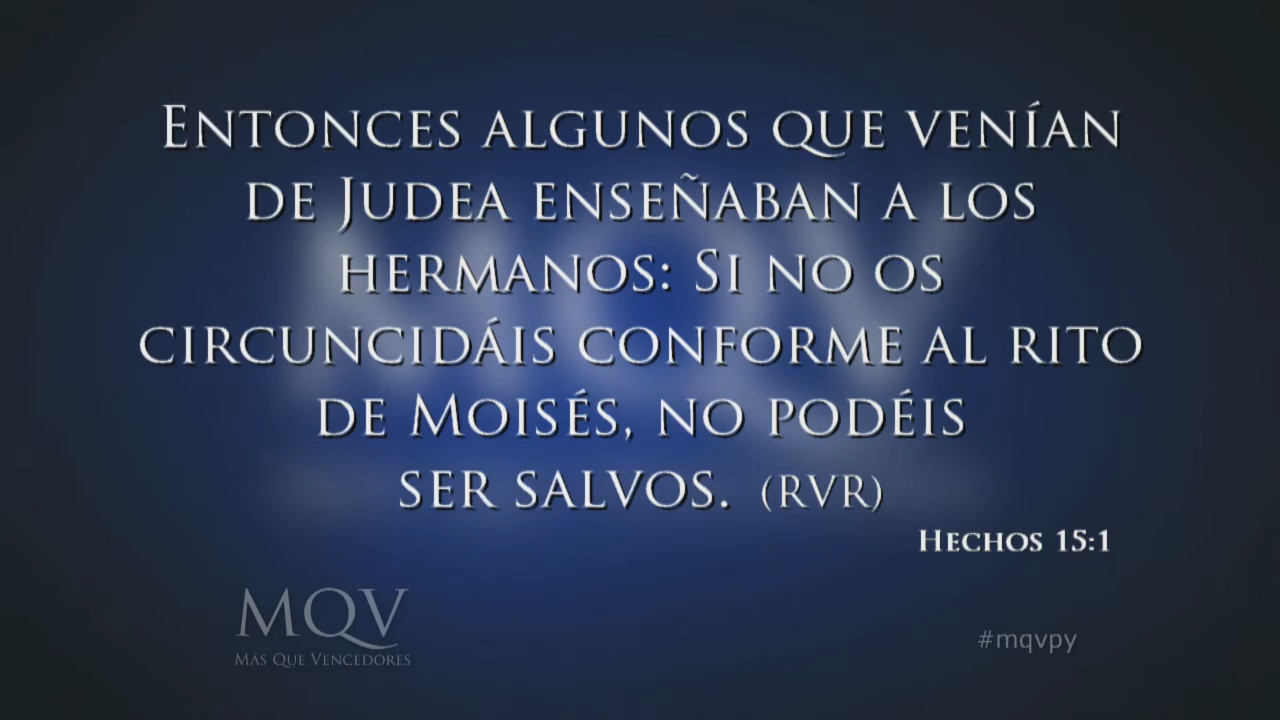 Entonces algunos que venían
de Judea enseñaban a los
hermanos: Si no os
circuncidáis conforme al rito
de Moisés, no podéis
ser salvos. (RVR)
Hechos 15:1
MQV
Más Que Vencedores
#mqvpy